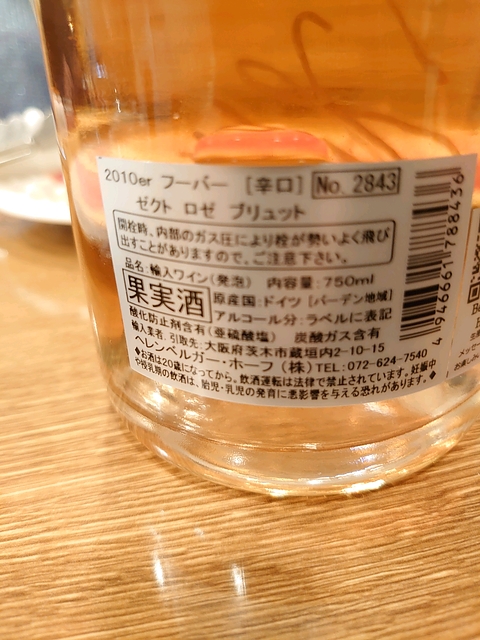 2010er フーバー [辛口] No. 2843
ゼクト ロゼ ブリュット
開栓時、内部のガス圧により栓が勢いよく飛び
出すことがありますので、ご注意下さい。
品名:輸入ワイン(発泡) 内容量:750ml
果実酒 原産国:ドイツ [バーデン地域]
アルコール分:ラベルに表記
酸化防止剤含有(亜硫酸塩) 炭酸ガス含有
輸入業者、引取先:大阪府茨木市蔵垣内2-10-15
ヘレンベルガー・ホーフ(株)TEL:072-624-7540
◆お酒は20歳になってから。飲酒運転は法律で禁止されています。妊娠中
や授乳期の飲酒は、胎児・乳児の発育に悪影響を与える恐れがあります。◆
4946661788436